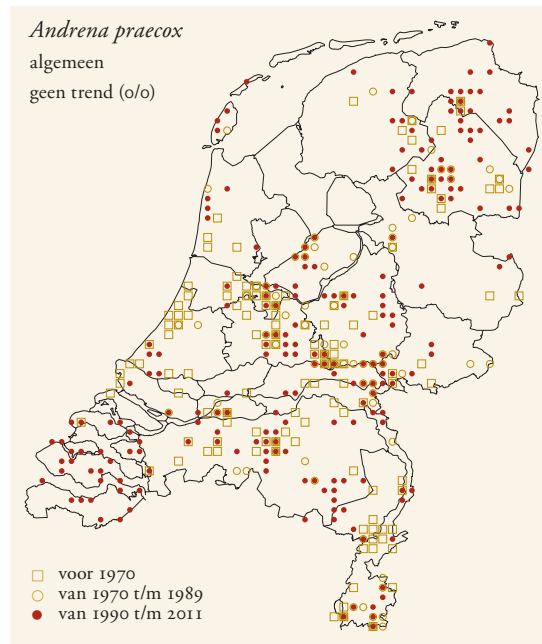 Andrena praecox
algemeen
geen trend (0/0)
voor 1970
van 1970 t/m 1989
van 1990 t/m 2011